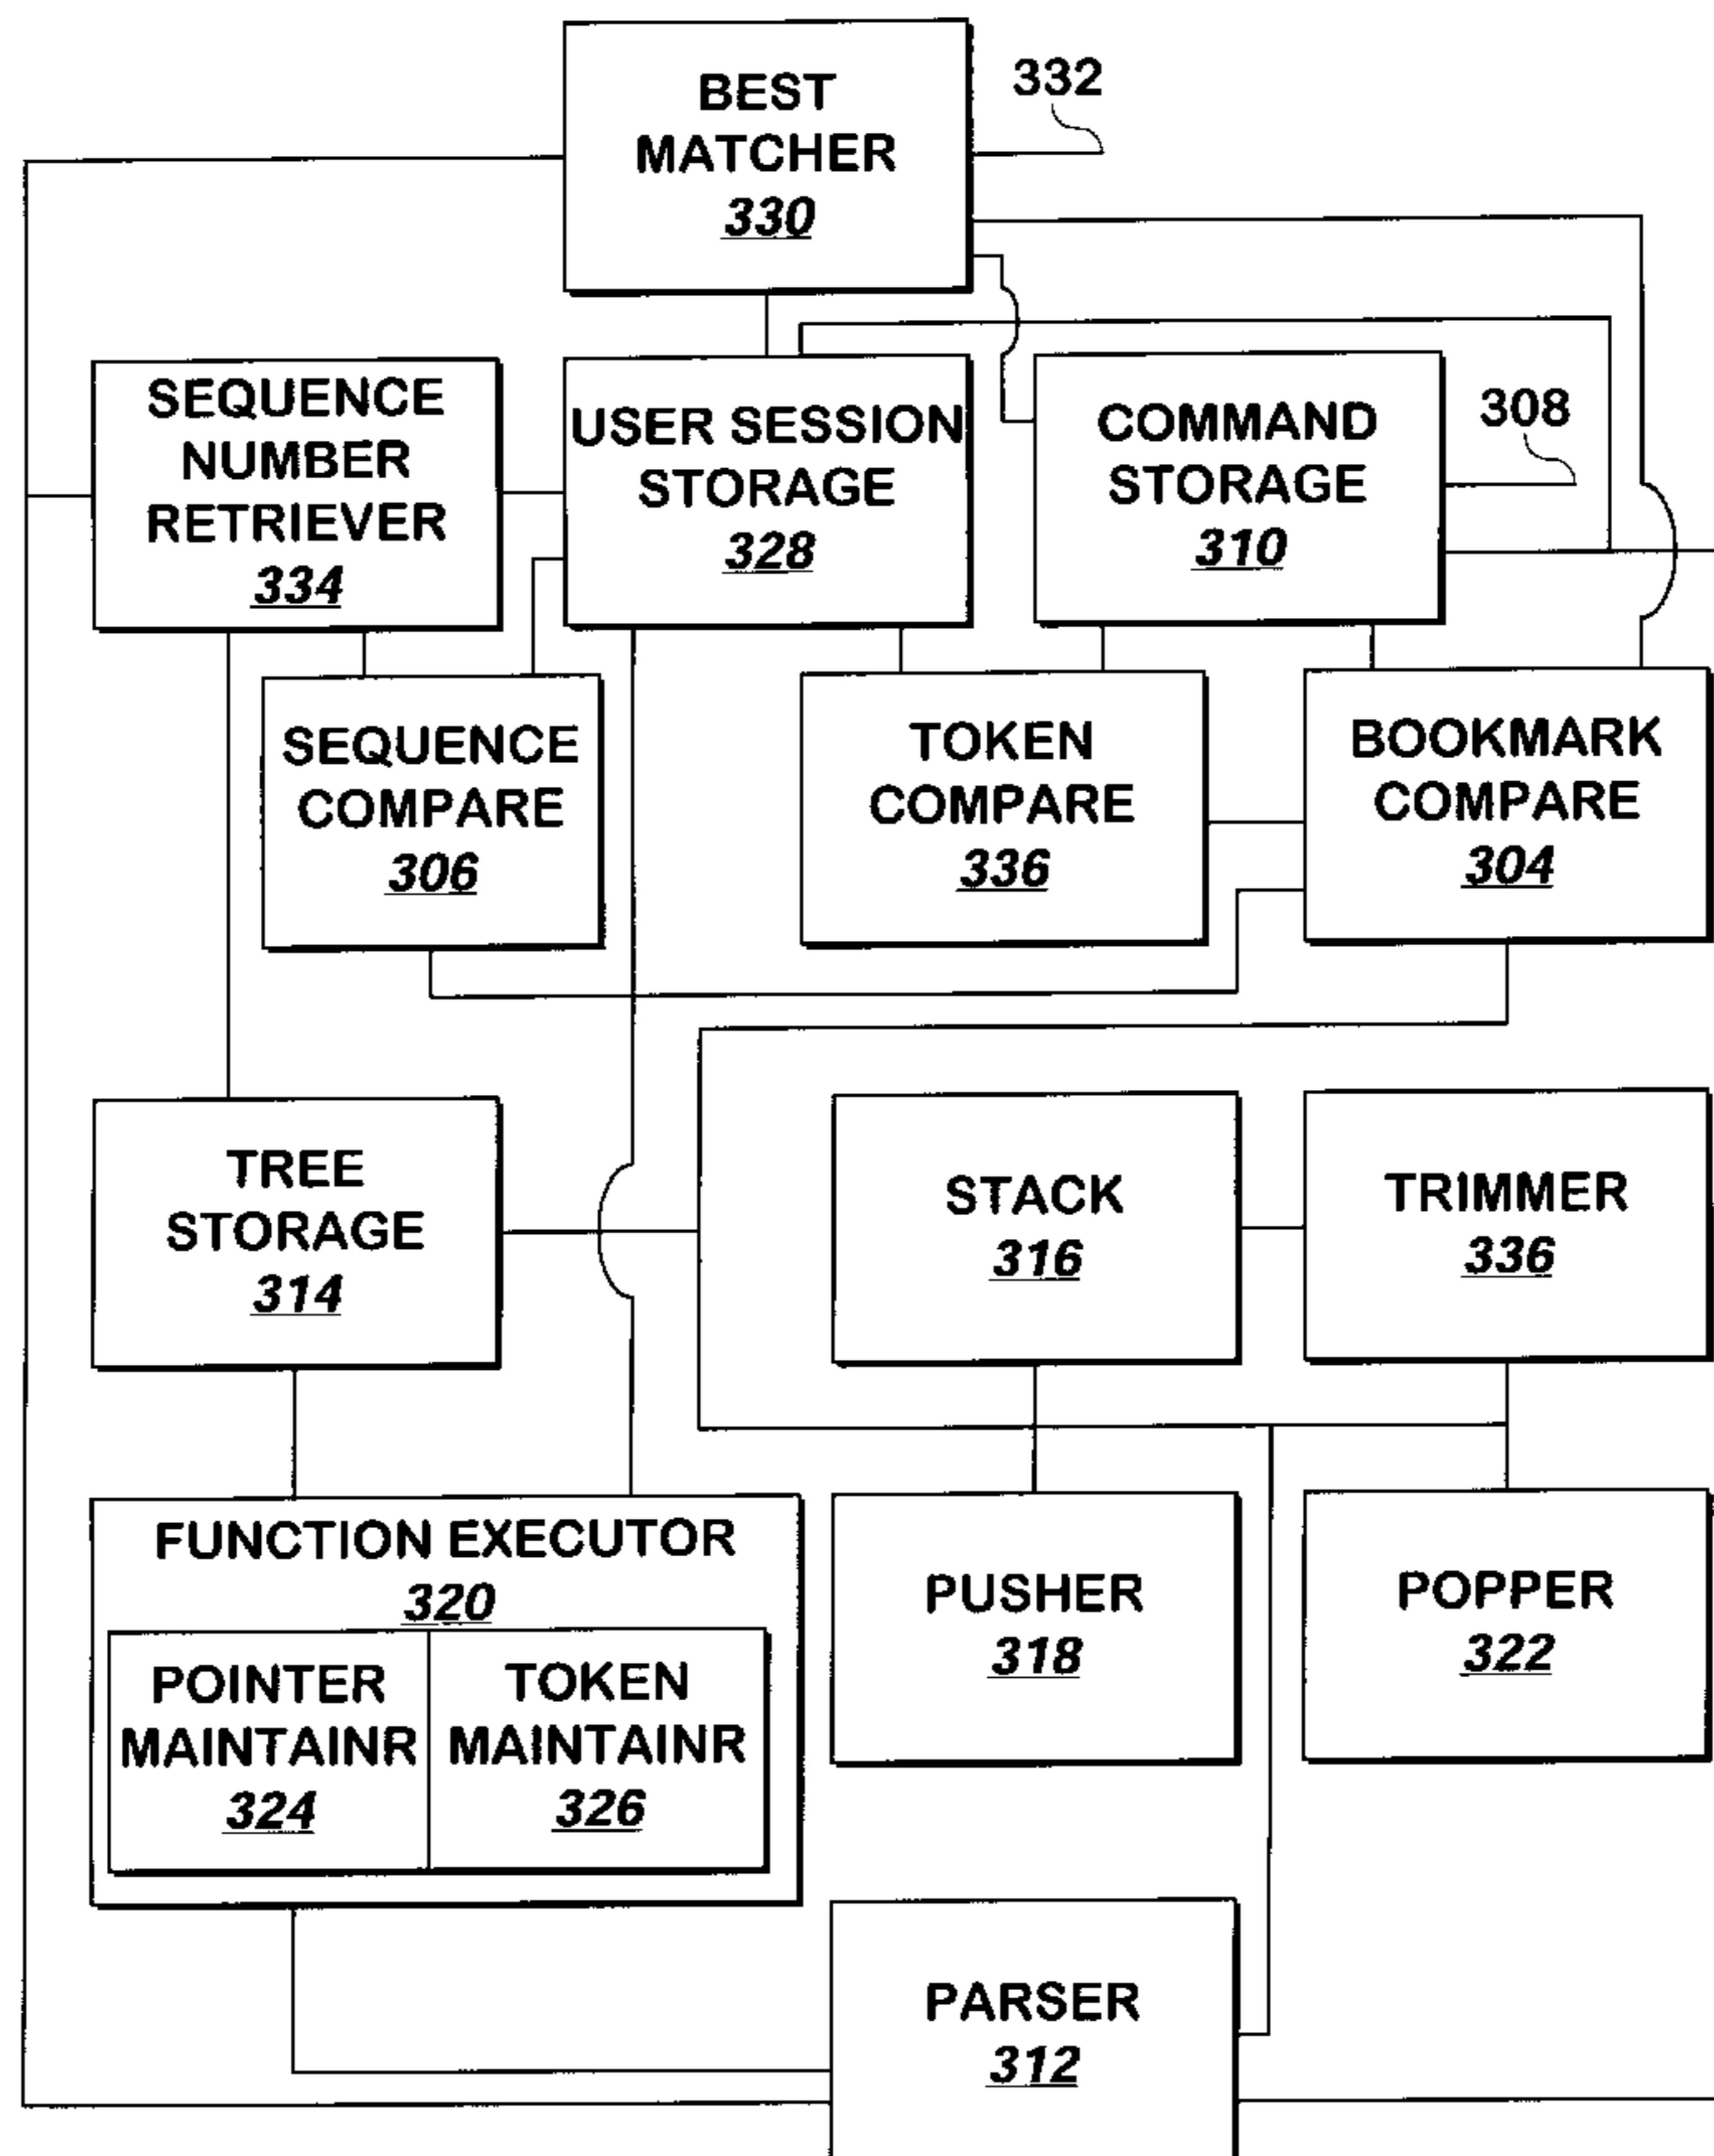 BEST
MATCHER
330
332
SEQUENCE
NUMBER
RETRIEVER
334
USER SESSION
STORAGE
328
COMMAND
STORAGE
310
308
SEQUENCE
COMPARE
306
TOKEN
COMPARE
336
BOOKMARK
COMPARE
304
TREE
STORAGE
314
STACK
316
TRIMMER
336
FUNCTION EXECUTOR
320
POINTER
MAINTAINR
324
TOKEN
MAINTAINR
326
PUSHER
318
POPPER
322
PARSER
312